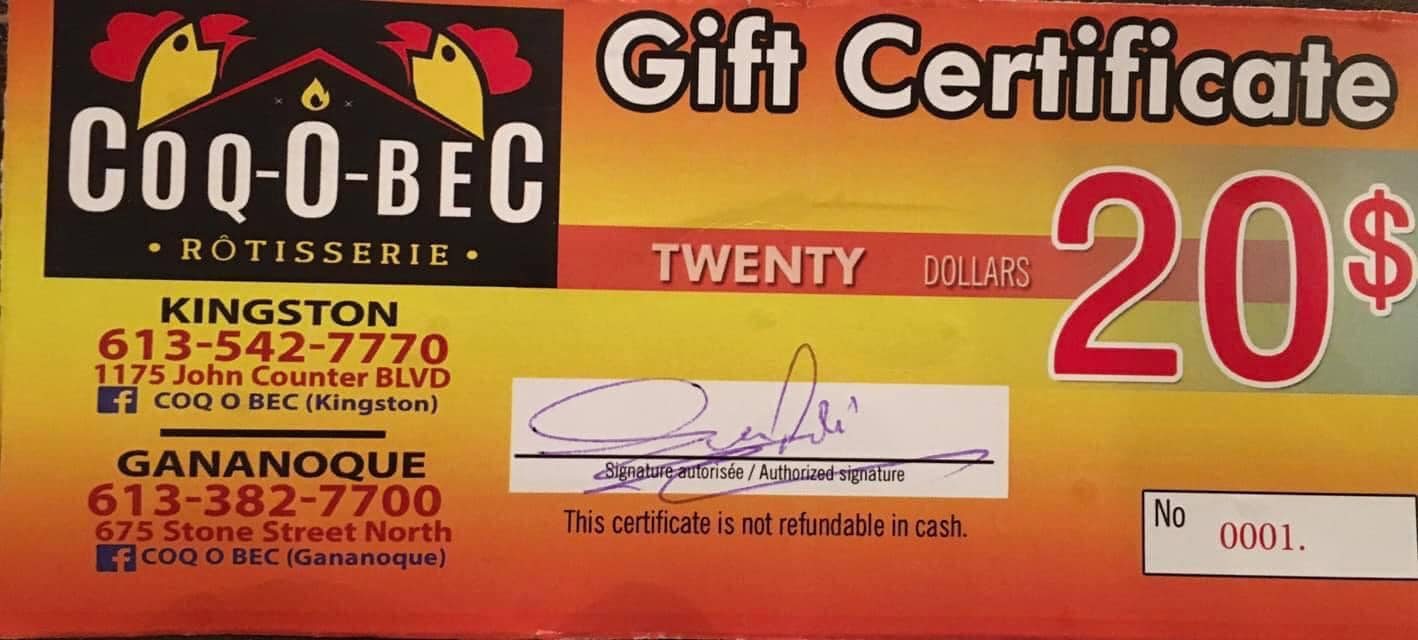 COQ-Ô-BEC
• RÔTISSERIE •
Gift Certificate
TWENTY DOLLARS
20$
KINGSTON
613-542-7770
1175 John Counter BLVD
f COQ O BEC (Kingston)
GANANOQUE
613-382-7700
675 Stone Street North
f COQ O BEC (Gananoque)
Signature autorisée / Authorized signature
This certificate is not refundable in cash.
No 0001.